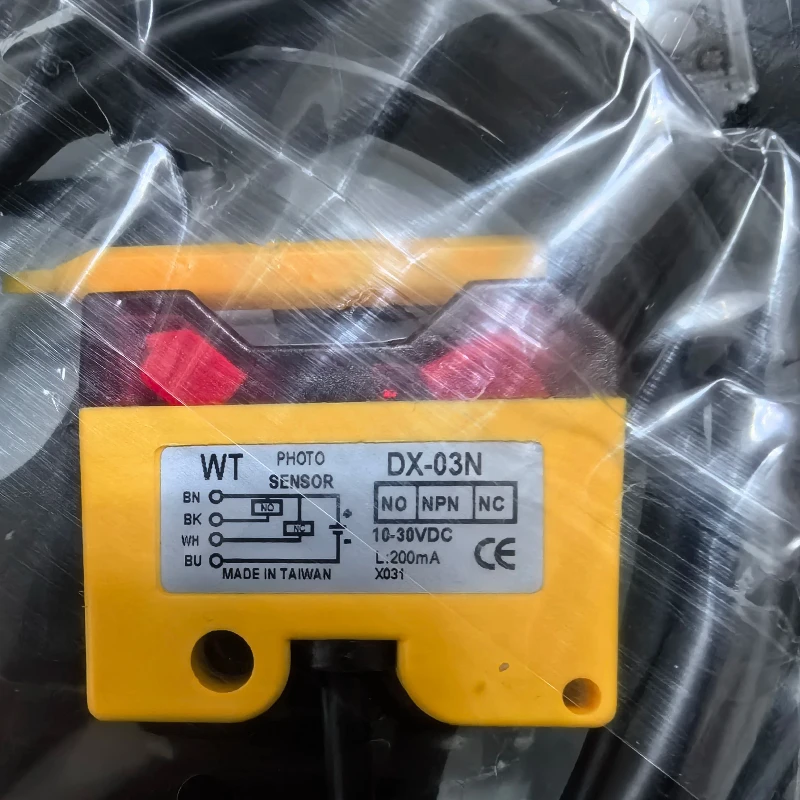 WT PHOTO SENSOR
DX-03N
BN
BK
WH
BU
NO
NC
+
-
NO NPN NC
10-30VDC
L:200mA
X03i
CE
MADE IN TAIWAN